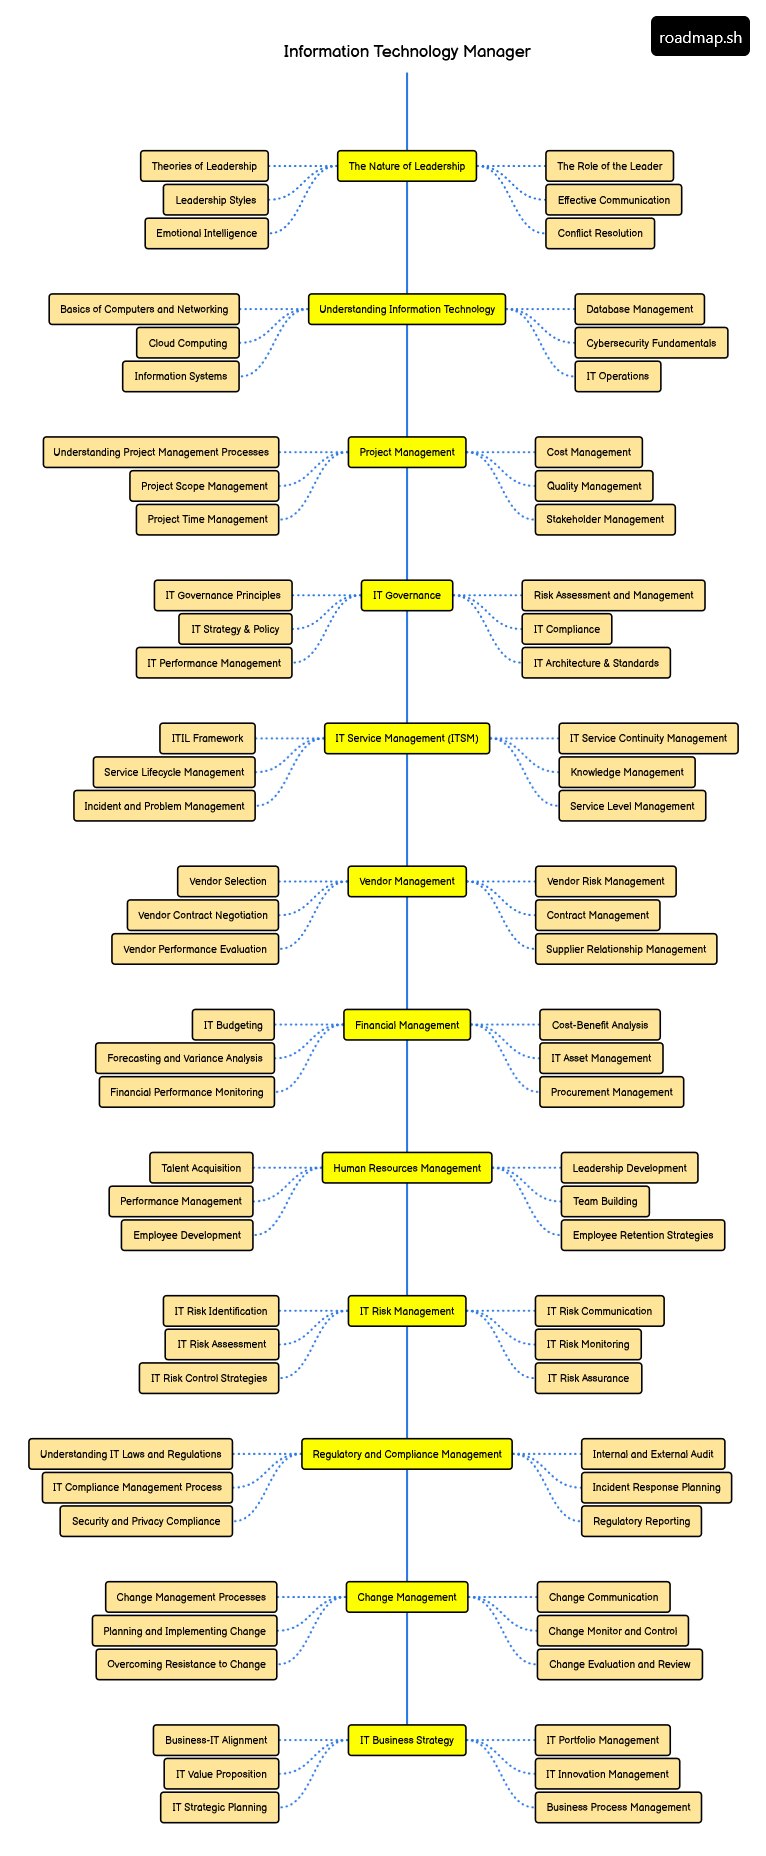 roadmap.sh
Information Technology Manager
The Nature of Leadership
Theories of Leadership
Leadership Styles
Emotional Intelligence
The Role of the Leader
Effective Communication
Conflict Resolution
Understanding Information Technology
Basics of Computers and Networking
Cloud Computing
Information Systems
Database Management
Cybersecurity Fundamentals
IT Operations
Project Management
Understanding Project Management Processes
Project Scope Management
Project Time Management
Cost Management
Quality Management
Stakeholder Management
IT Governance
IT Governance Principles
IT Strategy & Policy
IT Performance Management
Risk Assessment and Management
IT Compliance
IT Architecture & Standards
IT Service Management (ITSM)
ITIL Framework
Service Lifecycle Management
Incident and Problem Management
IT Service Continuity Management
Knowledge Management
Service Level Management
Vendor Management
Vendor Selection
Vendor Contract Negotiation
Vendor Performance Evaluation
Vendor Risk Management
Contract Management
Supplier Relationship Management
Financial Management
IT Budgeting
Forecasting and Variance Analysis
Financial Performance Monitoring
Cost-Benefit Analysis
IT Asset Management
Procurement Management
Human Resources Management
Talent Acquisition
Performance Management
Employee Development
Leadership Development
Team Building
Employee Retention Strategies
IT Risk Management
IT Risk Identification
IT Risk Assessment
IT Risk Control Strategies
IT Risk Communication
IT Risk Monitoring
IT Risk Assurance
Regulatory and Compliance Management
Understanding IT Laws and Regulations
IT Compliance Management Process
Security and Privacy Compliance
Internal and External Audit
Incident Response Planning
Regulatory Reporting
Change Management
Change Management Processes
Planning and Implementing Change
Overcoming Resistance to Change
Change Communication
Change Monitor and Control
Change Evaluation and Review
IT Business Strategy
Business-IT Alignment
IT Value Proposition
IT Strategic Planning
IT Portfolio Management
IT Innovation Management
Business Process Management